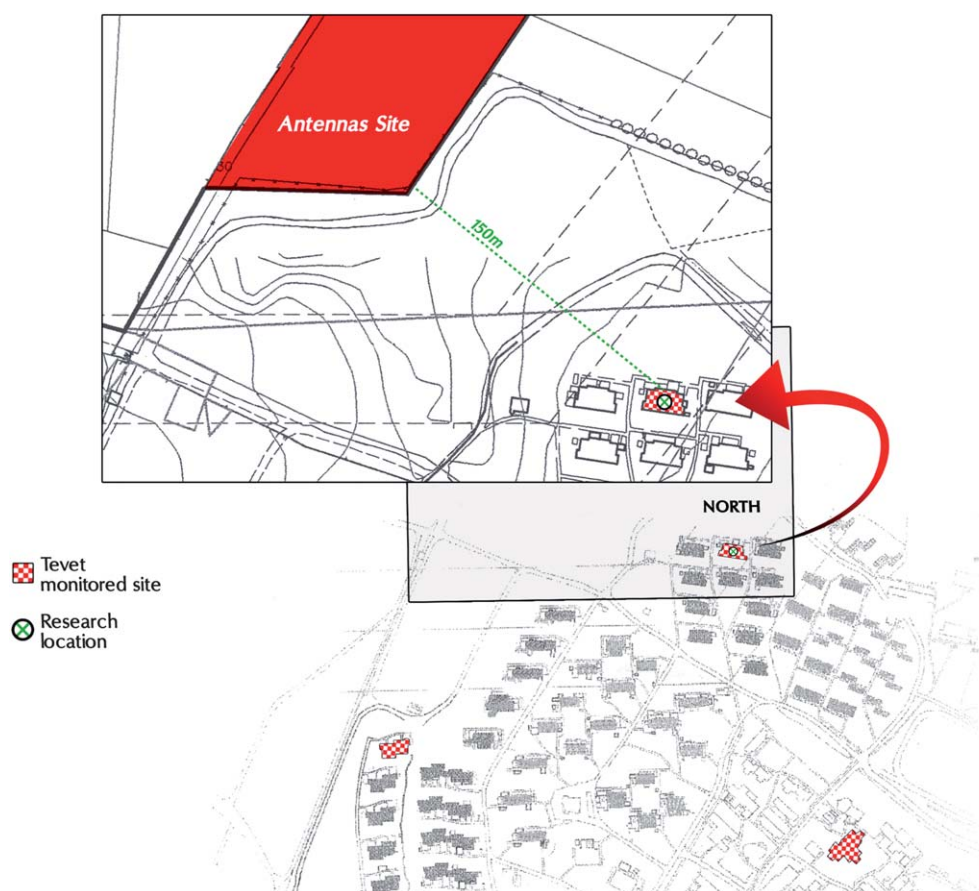 Antennas Site
30
150m
NORTH
Tevet
monitored site
Research
location